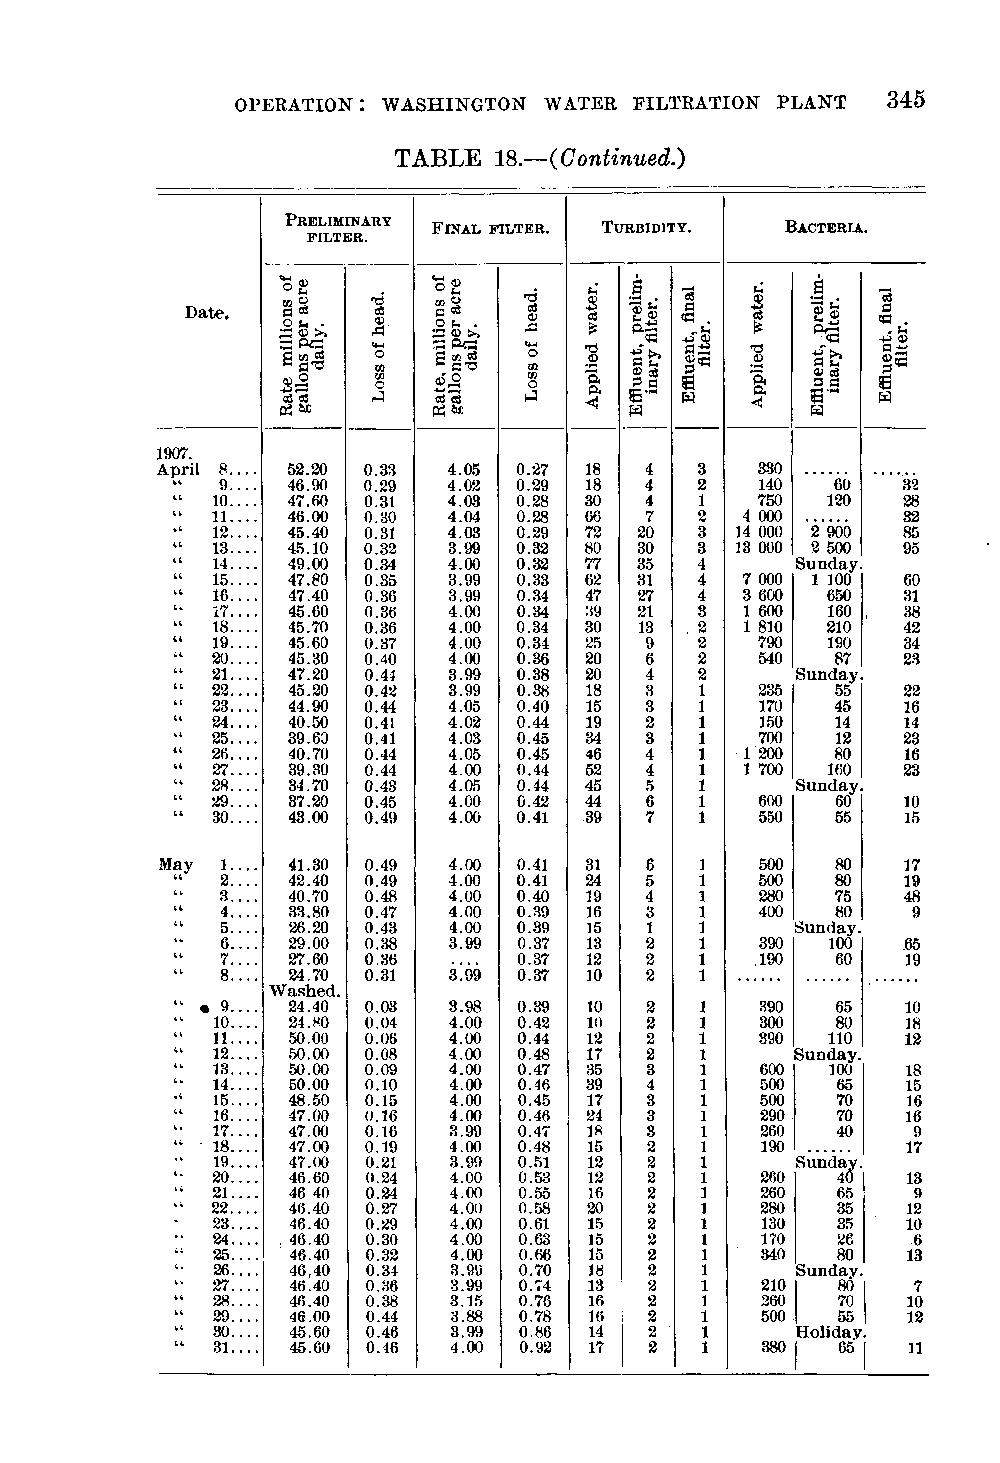 OPERATION: WASHINGTON WATER FILTRATION PLANT 345
TABLE 18.—(Continued.)
Date. PRELIMINARY FILTER. FINAL FILTER. TURBIDITY. BACTERIA.
Rate millions of gallons per acre daily. Loss of head. Rate, millions of gallons per acre daily. Loss of head. Applied water. Effluent, preliminary filter. Effluent, final filter. Applied water. Effluent, preliminary filter. Effluent, final filter.
1907.
April 8.... 52.20 0.33 4.05 0.27 18 4 3 330 ...... ......
" 9.... 46.90 0.29 4.02 0.29 18 4 2 140 60 32
" 10.... 47.60 0.31 4.03 0.28 30 4 1 750 120 28
" 11.... 46.00 0.30 4.04 0.28 66 7 2 4 000 ...... 32
" 12.... 45.40 0.31 4.03 0.29 72 20 3 14 000 2 900 85
" 13.... 45.10 0.32 3.99 0.32 80 30 3 13 000 2 500 95
" 14.... 49.00 0.34 4.00 0.32 77 35 4 Sunday.
" 15.... 47.80 0.35 3.99 0.33 62 31 4 7 000 1 100 60
" 16.... 47.40 0.36 3.99 0.34 47 27 4 3 600 650 31
" 17.... 45.60 0.36 4.00 0.34 39 21 3 1 600 160 38
" 18.... 45.70 0.36 4.00 0.34 30 13 2 1 810 210 42
" 19.... 45.60 0.37 4.00 0.34 25 9 2 790 190 34
" 20.... 45.30 0.40 4.00 0.36 20 6 2 540 87 23
" 21.... 47.20 0.41 3.99 0.38 20 4 2 Sunday.
" 22.... 45.20 0.42 3.99 0.38 18 3 1 235 55 22
" 23.... 44.90 0.44 4.05 0.40 15 3 1 170 45 16
" 24.... 40.50 0.41 4.02 0.44 19 2 1 150 14 14
" 25.... 39.60 0.41 4.03 0.45 34 3 1 700 12 23
" 26.... 40.70 0.44 4.05 0.45 46 4 1 1 200 80 16
" 27.... 39.30 0.44 4.00 0.44 52 4 1 1 700 160 23
" 28.... 34.70 0.43 4.05 0.44 45 5 1 Sunday.
" 29.... 37.20 0.45 4.00 0.42 44 6 1 600 60 10
" 30.... 43.00 0.49 4.00 0.41 39 7 1 550 55 15
May 1.... 41.30 0.49 4.00 0.41 31 6 1 500 80 17
" 2.... 42.40 0.49 4.00 0.41 24 5 1 500 80 19
" 3.... 40.70 0.48 4.00 0.40 19 4 1 280 75 48
" 4.... 33.80 0.47 4.00 0.39 16 3 1 400 80 9
" 5.... 26.20 0.43 4.00 0.39 15 1 1 Sunday.
" 6.... 29.00 0.38 3.99 0.37 13 2 1 390 100 65
" 7.... 27.60 0.36 .... 0.37 12 2 1 190 60 19
" 8.... 24.70 0.31 3.99 0.37 10 2 1 ...... ...... ......
Washed.
" 9.... 24.40 0.03 3.98 0.39 10 2 1 390 65 10
" 10.... 24.80 0.04 4.00 0.42 10 2 1 300 80 18
" 11.... 50.00 0.06 4.00 0.44 12 2 1 390 110 12
" 12.... 50.00 0.08 4.00 0.48 17 2 1 Sunday.
" 13.... 50.00 0.09 4.00 0.47 35 3 1 600 100 18
" 14.... 50.00 0.10 4.00 0.46 39 4 1 500 65 15
" 15.... 48.50 0.15 4.00 0.45 17 3 1 500 70 16
" 16.... 47.00 0.16 4.00 0.46 24 3 1 290 70 16
" 17.... 47.00 0.16 3.99 0.47 18 3 1 260 40 9
" 18.... 47.00 0.19 4.00 0.48 15 2 1 190 ...... 17
" 19.... 47.00 0.21 3.99 0.51 12 2 1 Sunday.
" 20.... 46.60 0.24 4.00 0.53 12 2 1 260 40 13
" 21.... 46 40 0.24 4.00 0.55 16 2 1 260 65 9
" 22.... 46.40 0.27 4.00 0.58 20 2 1 280 35 12
" 23.... 46.40 0.29 4.00 0.61 15 2 1 130 35 10
" 24.... 46.40 0.30 4.00 0.63 15 2 1 170 26 6
" 25.... 46.40 0.32 4.00 0.66 15 2 1 340 80 13
" 26.... 46.40 0.34 3.99 0.70 18 2 1 Sunday.
" 27.... 46.40 0.36 3.99 0.74 13 2 1 210 80 7
" 28.... 46.40 0.38 3.15 0.76 16 2 1 260 70 10
" 29.... 46.00 0.44 3.88 0.78 16 2 1 500 55 12
" 30.... 45.60 0.46 3.99 0.86 14 2 1 Holiday.
" 31.... 45.60 0.46 4.00 0.92 17 2 1 380 65 11